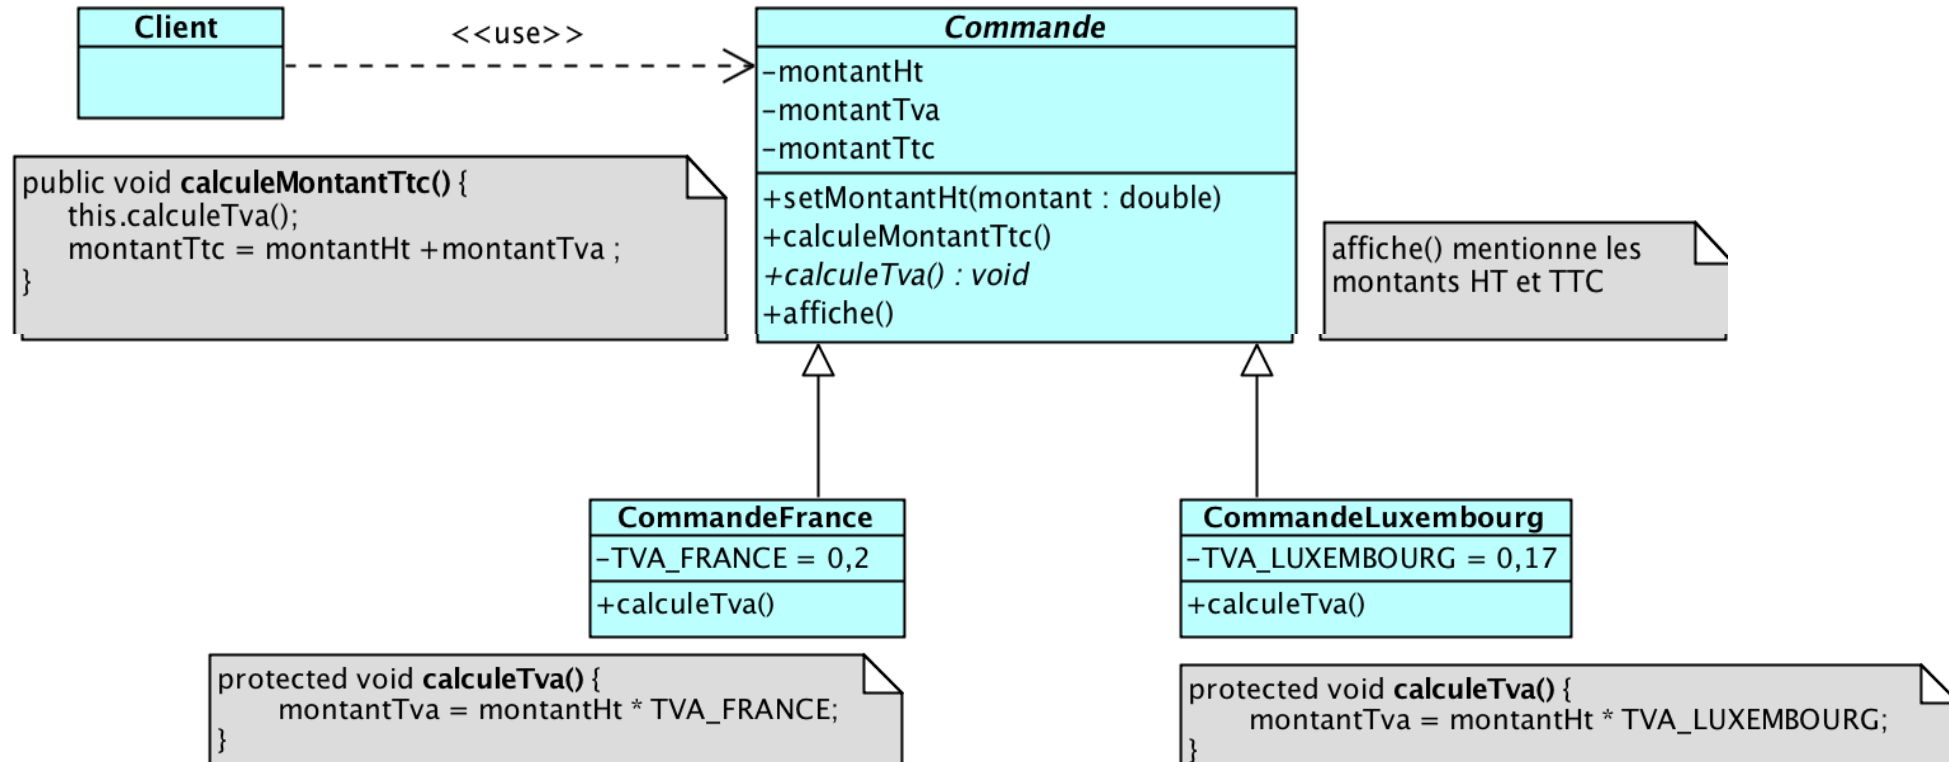 Client
<<use>>
Commande
-montantHt
-montantTva
-montantTtc
+setMontantHt(montant : double)
+calculeMontantTtc()
+calculeTva() : void
+affiche()
public void calculeMontantTtc() {
this.calculeTva();
montantTtc = montantHt +montantTva ;
}
affiche() mentionne les
montants HT et TTC
CommandeFrance
-TVA_FRANCE = 0,2
+calculeTva()
CommandeLuxembourg
-TVA_LUXEMBOURG = 0,17
+calculeTva()
protected void calculeTva() {
montantTva = montantHt * TVA_FRANCE;
}
protected void calculeTva() {
montantTva = montantHt * TVA_LUXEMBOURG;
}